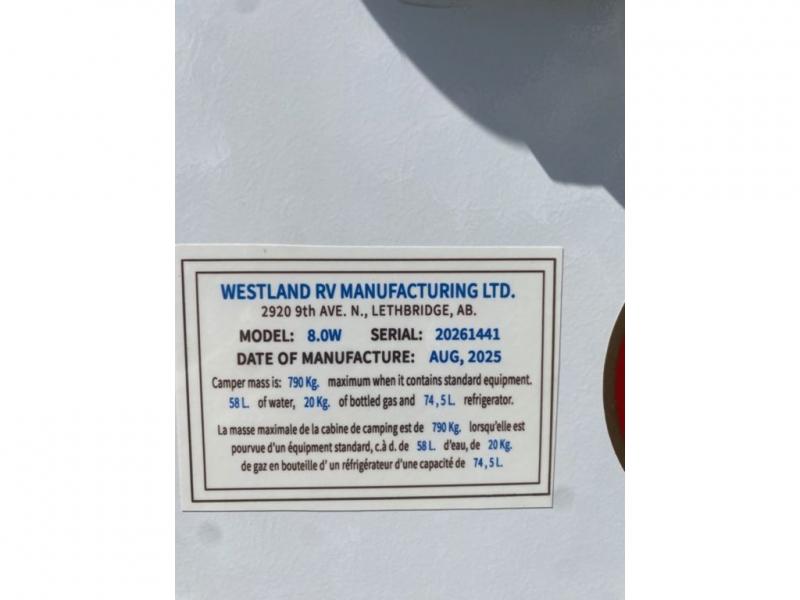 WESTLAND RV MANUFACTURING LTD.
2920 9th AVE. N., LETHBRIDGE, AB.
MODEL: 8.0W SERIAL: 20261441
DATE OF MANUFACTURE: AUG, 2025
Camper mass is: 790 Kg. maximum when it contains standard equipment.
58 L. of water, 20 Kg. of bottled gas and 74,5 L. refrigerator.
La masse maximale de la cabine de camping est de 790 Kg. lorsqu'elle est
pourvue d'un équipment standard, c.à d. de 58 L. d'eau, de 20 Kg.
de gaz en bouteille d' un réfrigérateur d'une capacité de 74,5 L.